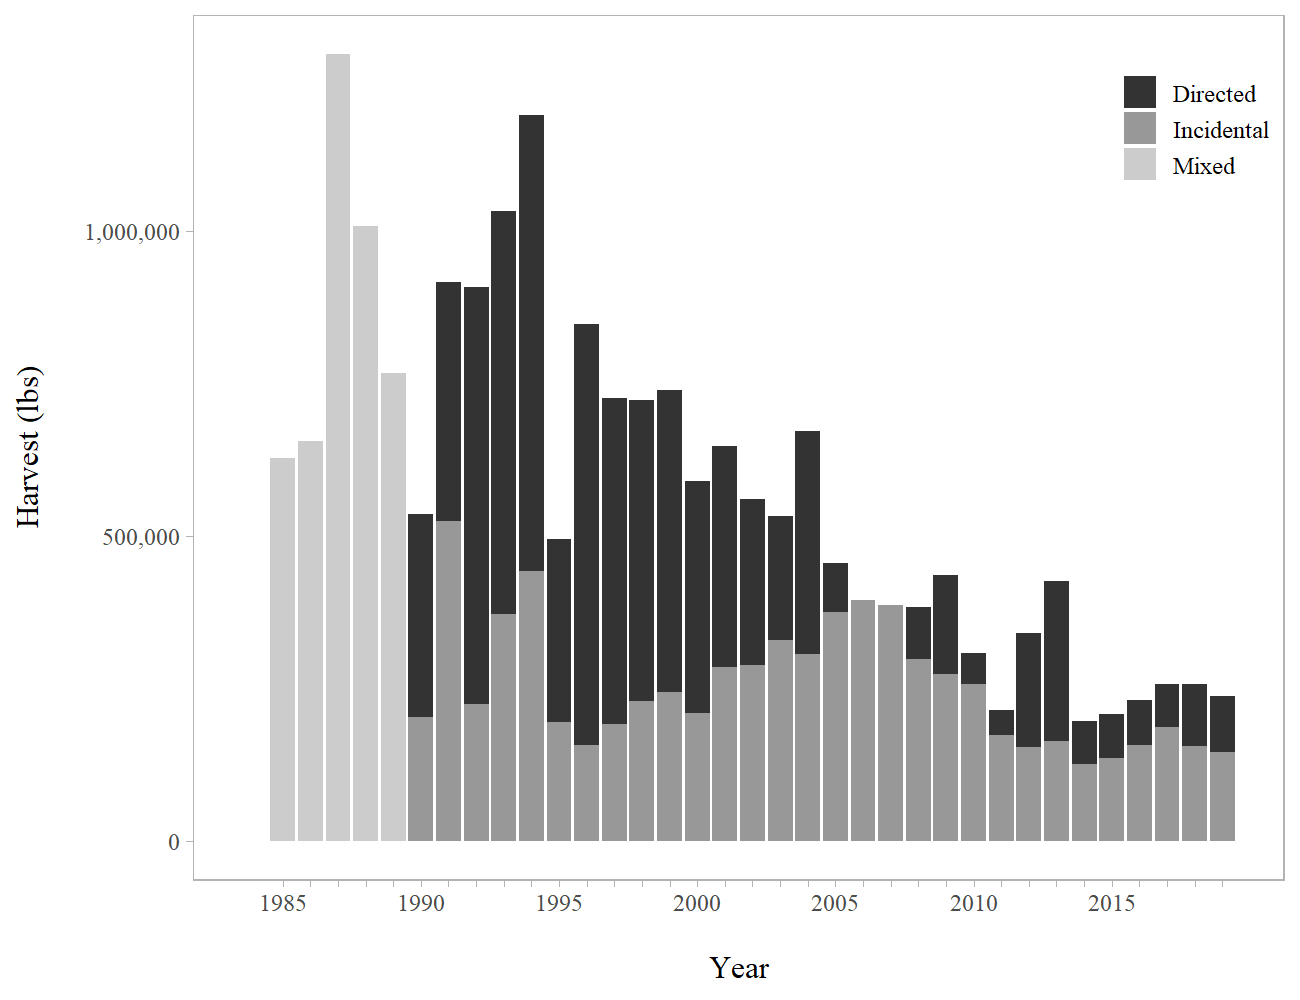 Directed
Incidental
Mixed
1,000,000
500,000
0
Harvest (lbs)
1985 1990 1995 2000 2005 2010 2015
Year